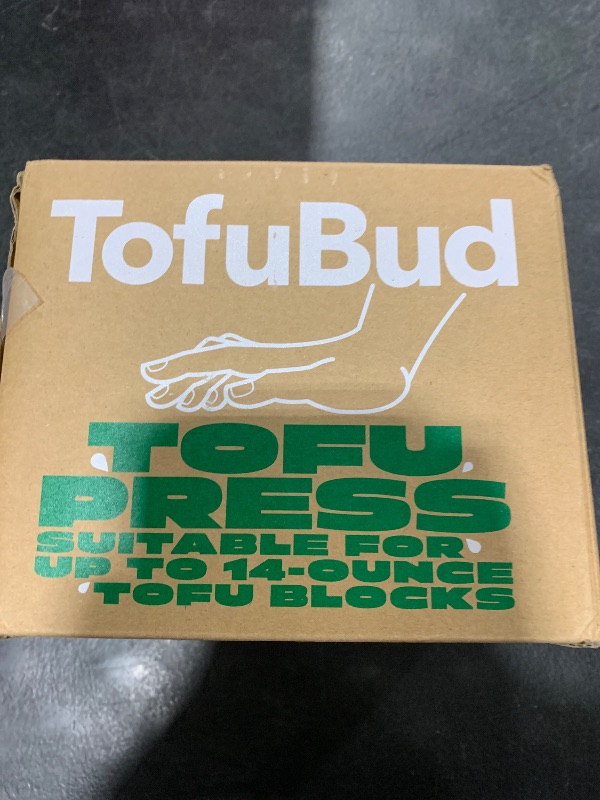 TofuBud
TOFU
PRESS
SUITABLE FOR
UP TO 14-OUNCE
TOFU BLOCKS